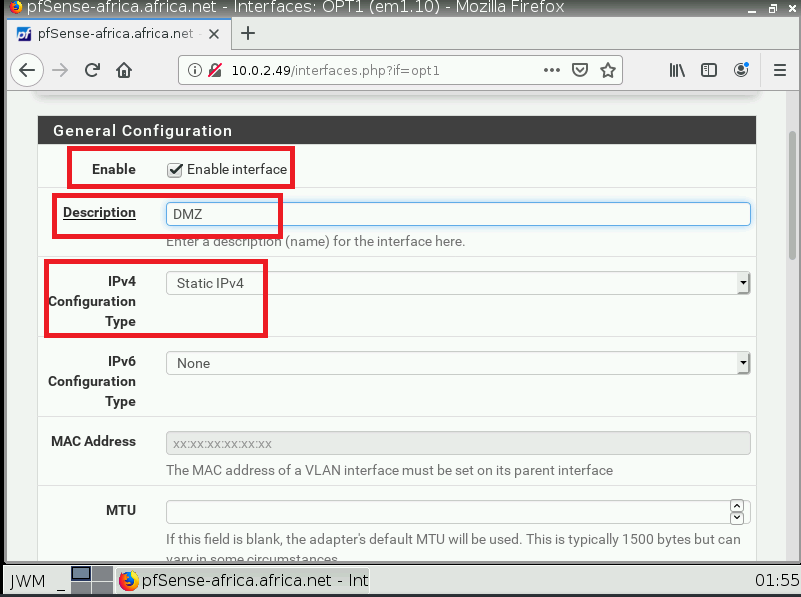 pfSense-africa.africa.net - Interfaces: OPT1 (em1.10) - Mozilla Firefox
pfSense-africa.africa.net -
10.0.2.49/interfaces.php?if=opt1
General Configuration
Enable
Enable interface
Description
DMZ
Enter a description (name) for the interface here.
IPv4
Configuration
Type
Static IPv4
IPv6
Configuration
Type
None
MAC Address
xx:xx:xx:xx:xx:xx
The MAC address of a VLAN interface must be set on its parent interface
MTU
If this field is blank, the adapter's default MTU will be used. This is typically 1500 bytes but can
vary in some circumstances.
JWM _
pfSense-africa.africa.net - Int
01:55